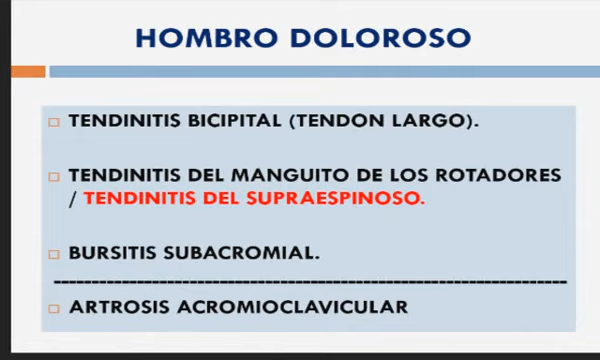 HOMBRO DOLOROSO
TENDINITIS BICIPITAL (TENDON LARGO).
TENDINITIS DEL MANGUITO DE LOS ROTADORES
/ TENDINITIS DEL SUPRAESPINOSO.
BURSITIS SUBACROMIAL.
ARTROSIS ACROMIOCLAVICULAR